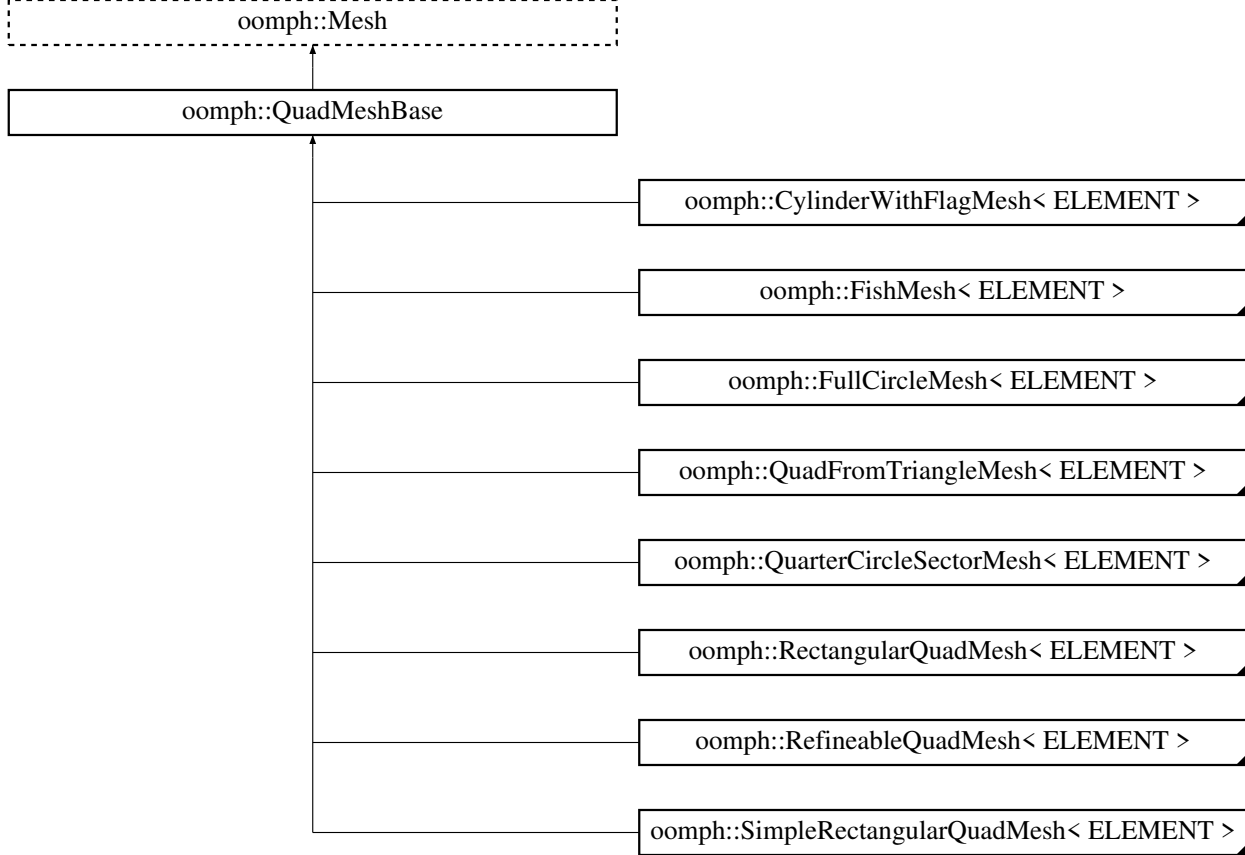 oomph::Mesh
oomph::QuadMeshBase
oomph::CylinderWithFlagMesh< ELEMENT >
oomph::FishMesh< ELEMENT >
oomph::FullCircleMesh< ELEMENT >
oomph::QuadFromTriangleMesh< ELEMENT >
oomph::QuarterCircleSectorMesh< ELEMENT >
oomph::RectangularQuadMesh< ELEMENT >
oomph::RefineableQuadMesh< ELEMENT >
oomph::SimpleRectangularQuadMesh< ELEMENT >